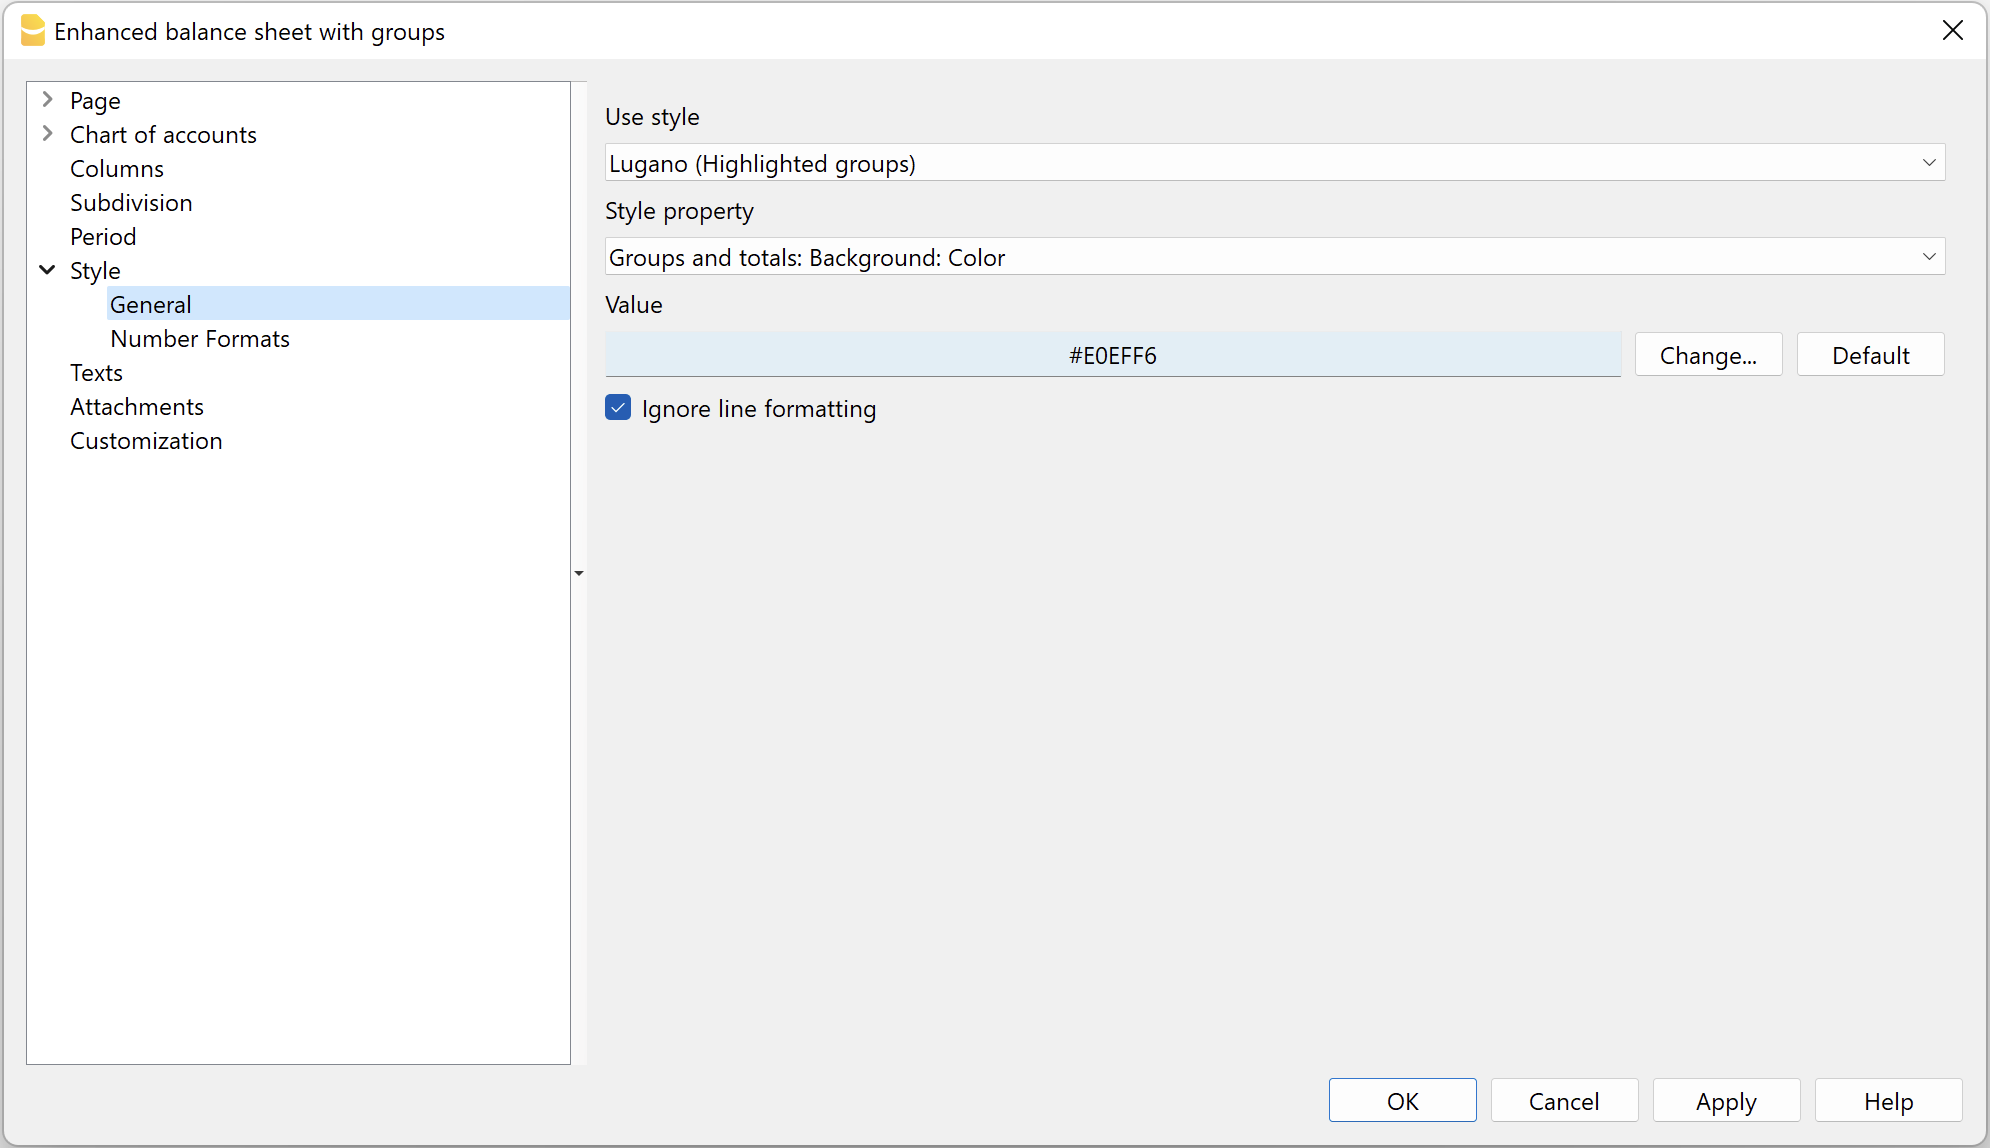 Enhanced balance sheet with groups
Page
Chart of accounts
Columns
Subdivision
Period
Style
General
Number Formats
Texts
Attachments
Customization
Use style
Lugano (Highlighted groups)
Style property
Groups and totals: Background: Color
Value
#E0EFF6
Change...
Default
Ignore line formatting
OK
Cancel
Apply
Help